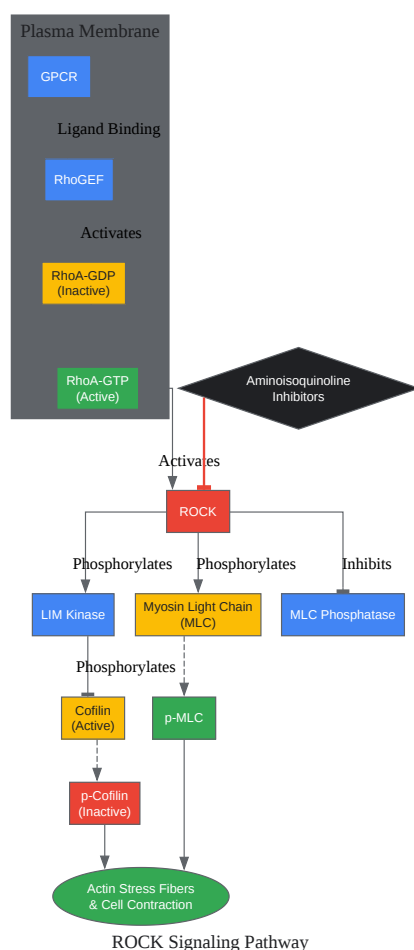 Plasma Membrane
GPCR
Ligand Binding
RhoGEF
Activates
RhoA-GDP
(Inactive)
RhoA-GTP
(Active)
Aminoisoquinoline
Inhibitors
Activates
ROCK
Phosphorylates
Phosphorylates
Inhibits
LIM Kinase
Myosin Light Chain
(MLC)
MLC Phosphatase
Phosphorylates
Cofilin
(Active)
p-MLC
p-Cofilin
(Inactive)
Actin Stress Fibers
& Cell Contraction
ROCK Signaling Pathway